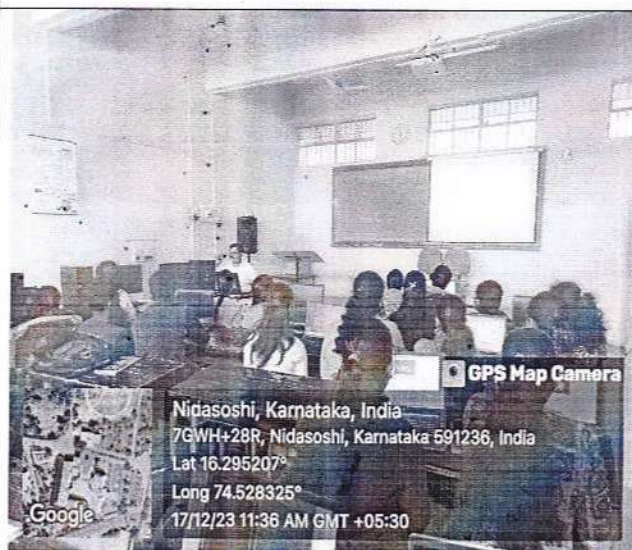 GPS Map Camera
Nidasoshi, Karnataka, India
7GWH+28R, Nidasoshi, Karnataka 591236, India
Lat 16.295207°
Long 74.528325°
17/12/23 11:36 AM GMT +05:30
Google